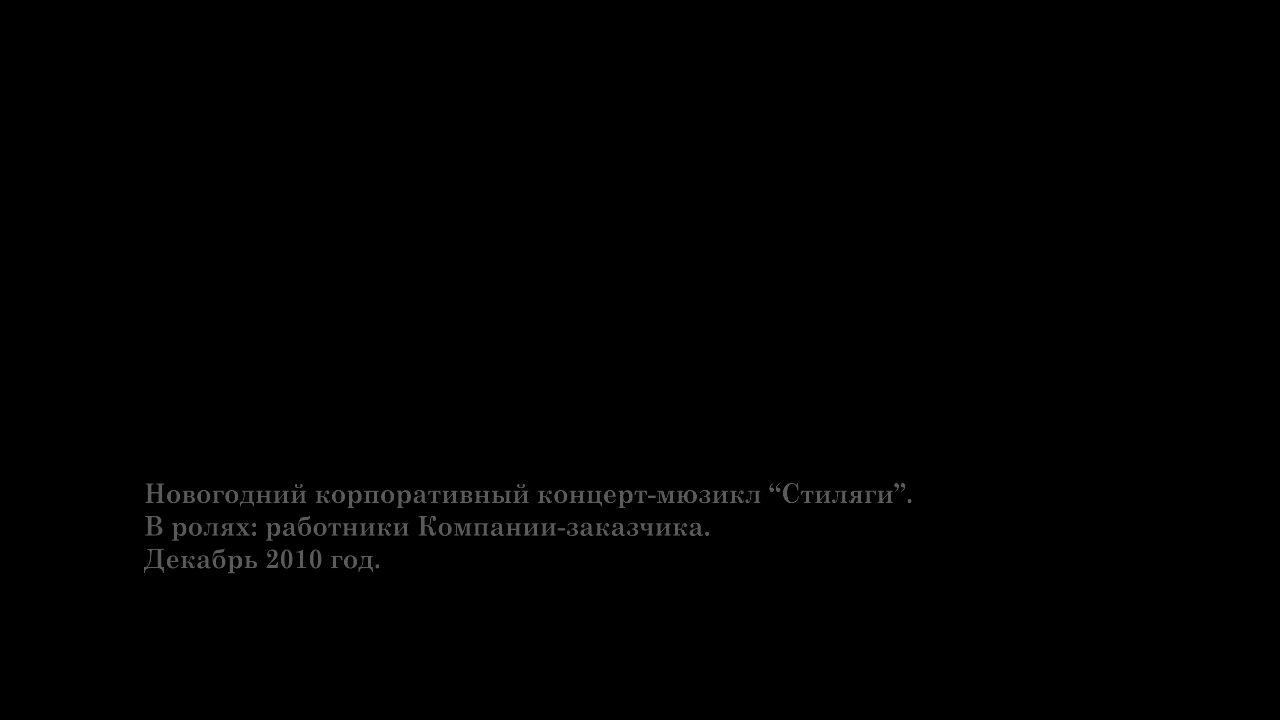 Новогодний корпоративный концерт-мюзикл “Стиляги”.
В ролях: работники Компании-заказчика.
Декабрь 2010 год.